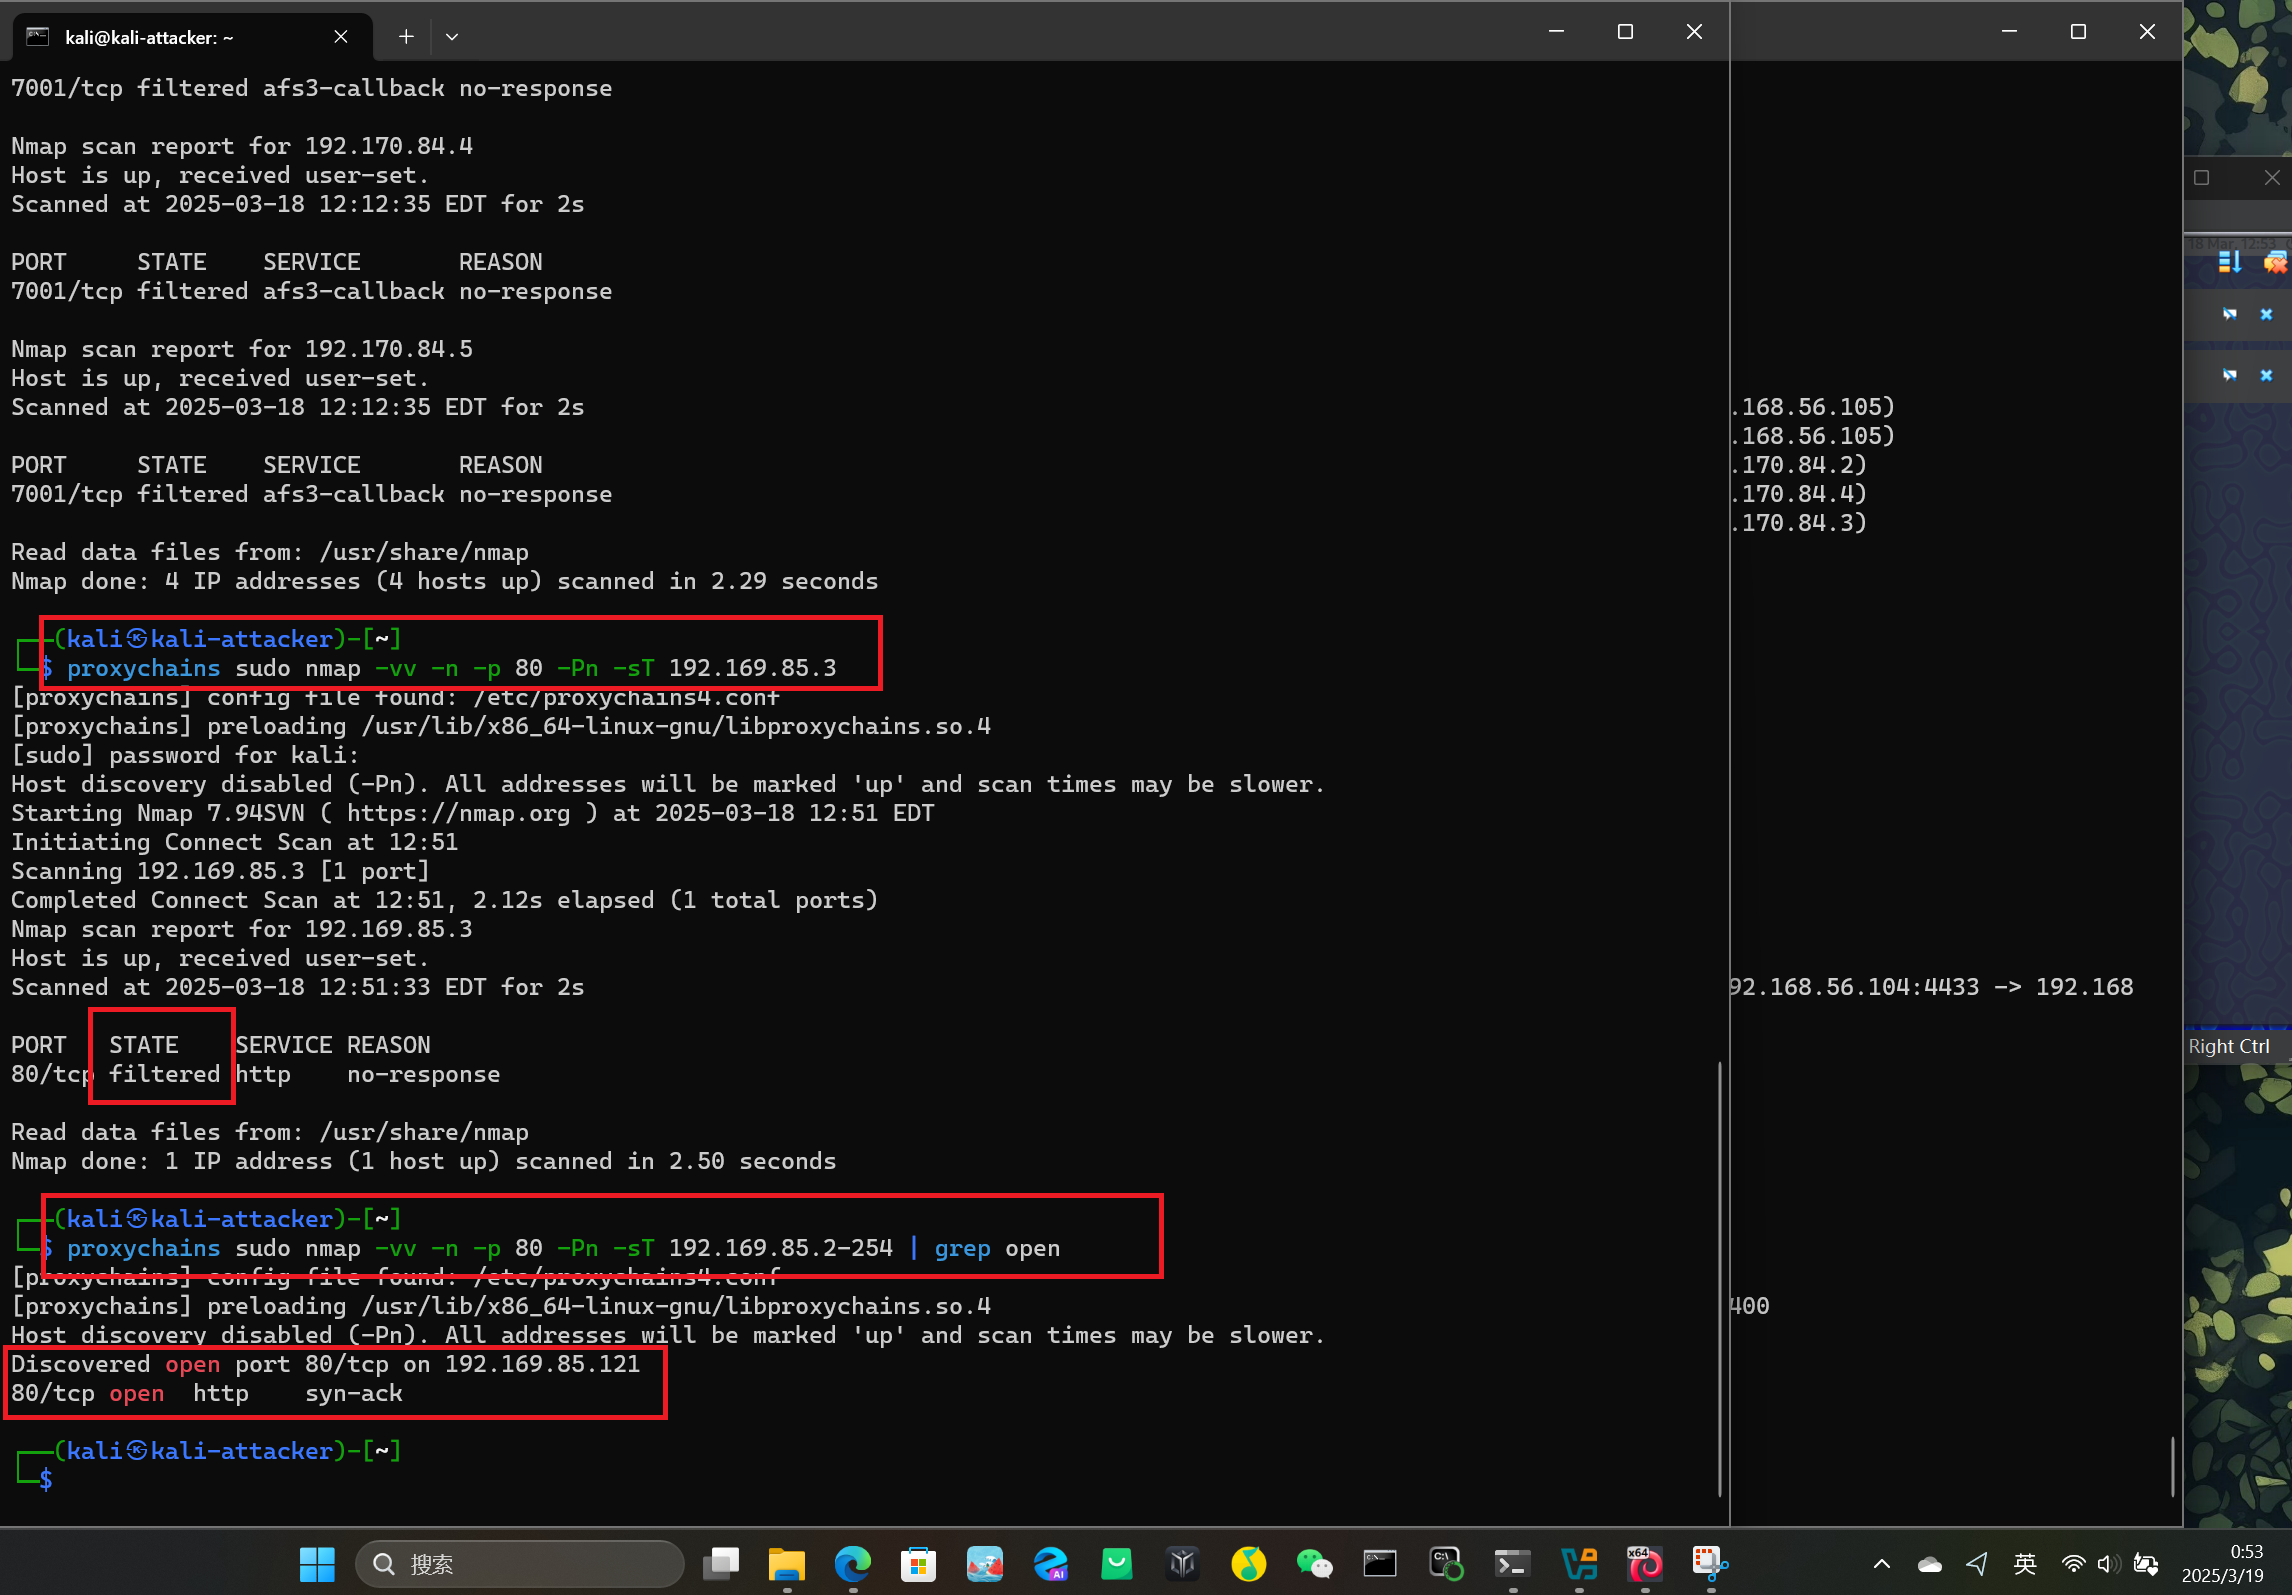 kali@kali-attacker: ~
7001/tcp filtered afs3-callback no-response
Nmap scan report for 192.170.84.4
Host is up, received user-set.
Scanned at 2025-03-18 12:12:35 EDT for 2s
PORT     STATE    SERVICE       REASON
7001/tcp filtered afs3-callback no-response
Nmap scan report for 192.170.84.5
Host is up, received user-set.
Scanned at 2025-03-18 12:12:35 EDT for 2s
PORT     STATE    SERVICE       REASON
7001/tcp filtered afs3-callback no-response
Read data files from: /usr/share/nmap
Nmap done: 4 IP addresses (4 hosts up) scanned in 2.29 seconds
┌──(kali㉿kali-attacker)-[~]
└─$ proxychains sudo nmap -vv -n -p 80 -Pn -sT 192.169.85.3
[proxychains] config file found: /etc/proxychains4.conf
[proxychains] preloading /usr/lib/x86_64-linux-gnu/libproxychains.so.4
[sudo] password for kali:
Host discovery disabled (-Pn). All addresses will be marked 'up' and scan times may be slower.
Starting Nmap 7.94SVN ( https://nmap.org ) at 2025-03-18 12:51 EDT
Initiating Connect Scan at 12:51
Scanning 192.169.85.3 [1 port]
Completed Connect Scan at 12:51, 2.12s elapsed (1 total ports)
Nmap scan report for 192.169.85.3
Host is up, received user-set.
Scanned at 2025-03-18 12:51:33 EDT for 2s
PORT   STATE    SERVICE REASON
80/tcp filtered http    no-response
Read data files from: /usr/share/nmap
Nmap done: 1 IP address (1 host up) scanned in 2.50 seconds
┌──(kali㉿kali-attacker)-[~]
└─$ proxychains sudo nmap -vv -n -p 80 -Pn -sT 192.169.85.2-254 | grep open
[proxychains] config file found: /etc/proxychains4.conf
[proxychains] preloading /usr/lib/x86_64-linux-gnu/libproxychains.so.4
Host discovery disabled (-Pn). All addresses will be marked 'up' and scan times may be slower.
Discovered open port 80/tcp on 192.169.85.121
80/tcp open  http    syn-ack
┌──(kali㉿kali-attacker)-[~]
└─$
.168.56.105)
.168.56.105)
.170.84.2)
.170.84.4)
.170.84.3)
92.168.56.104:4433 -> 192.168
400
18 Mar, 12:53
Right Ctrl
搜索
英
0:53
2025/3/19